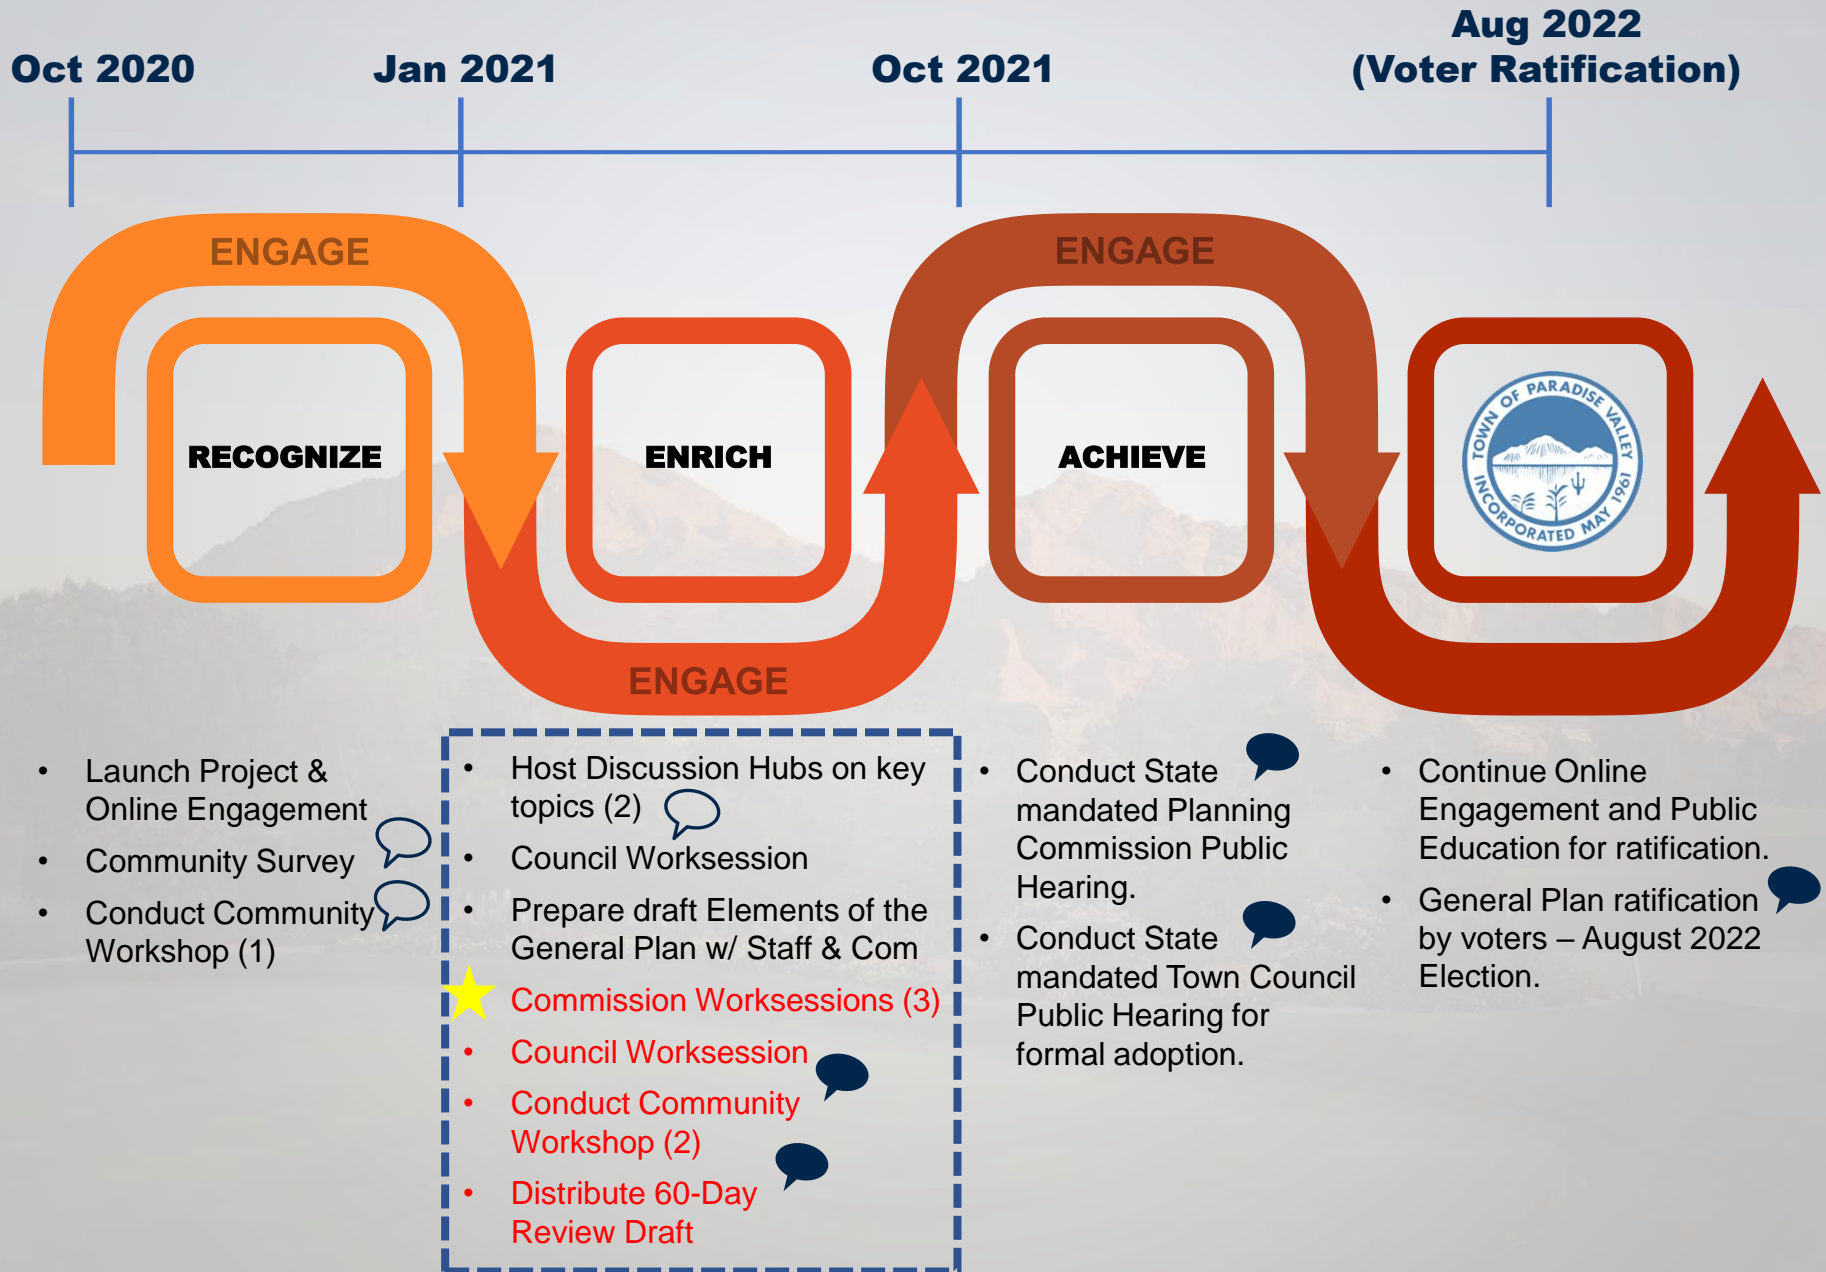 Oct 2020
Jan 2021
Oct 2021
Aug 2022
(Voter Ratification)
ENGAGE
ENGAGE
RECOGNIZE
ENRICH
ACHIEVE
TOWN OF PARADISE VALLEY
INCORPORATED MAY 1961
ENGAGE
• Launch Project &
Online Engagement
• Community Survey
• Conduct Community
Workshop (1)
• Host Discussion Hubs on key
topics (2)
• Council Worksession
• Prepare draft Elements of the
General Plan w/ Staff & Com
Commission Worksessions (3)
• Council Worksession
• Conduct Community
Workshop (2)
• Distribute 60-Day
Review Draft
• Conduct State
mandated Planning
Commission Public
Hearing.
• Conduct State
mandated Town Council
Public Hearing for
formal adoption.
• Continue Online
Engagement and Public
Education for ratification.
• General Plan ratification
by voters – August 2022
Election.